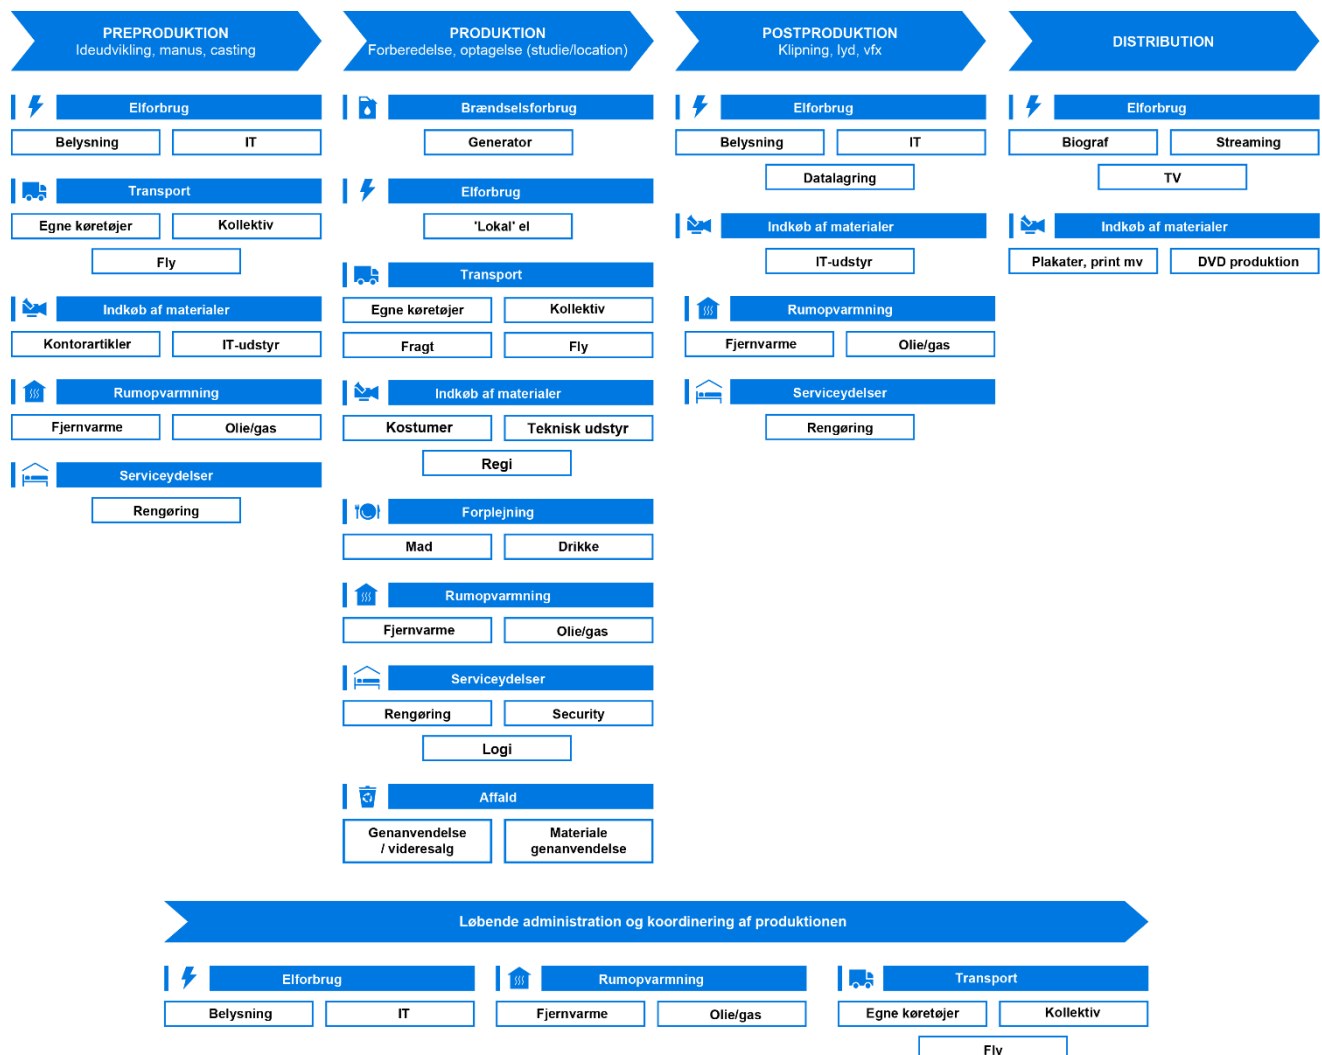 PREPRODUKTION
Ideudvikling, manus, casting
Elforbrug
Belysning
IT
Transport
Egne køretøjer
Kollektiv
Fly
Indkøb af materialer
Kontorartikler
IT-udstyr
Rumopvarmning
Fjernvarme
Olie/gas
Serviceydelser
Rengøring
PRODUKTION
Forberedelse, optagelse (studie/location)
Brændselsforbrug
Generator
Elforbrug
'Lokal' el
Transport
Egne køretøjer
Kollektiv
Fragt
Fly
Indkøb af materialer
Kostumer
Teknisk udstyr
Regi
Forplejning
Mad
Drikke
Rumopvarmning
Fjernvarme
Olie/gas
Serviceydelser
Rengøring
Security
Logi
Affald
Genanvendelse
/ videresalg
Materiale
genanvendelse
POSTPRODUKTION
Klipning, lyd, vfx
Elforbrug
Belysning
IT
Datalagring
Indkøb af materialer
IT-udstyr
Rumopvarmning
Fjernvarme
Olie/gas
Serviceydelser
Rengøring
DISTRIBUTION
Elforbrug
Biograf
Streaming
TV
Indkøb af materialer
Plakater, print mv
DVD produktion
Løbende administration og koordinering af produktionen
Elforbrug
Belysning
IT
Rumopvarmning
Fjernvarme
Olie/gas
Transport
Egne køretøjer
Kollektiv
Fly